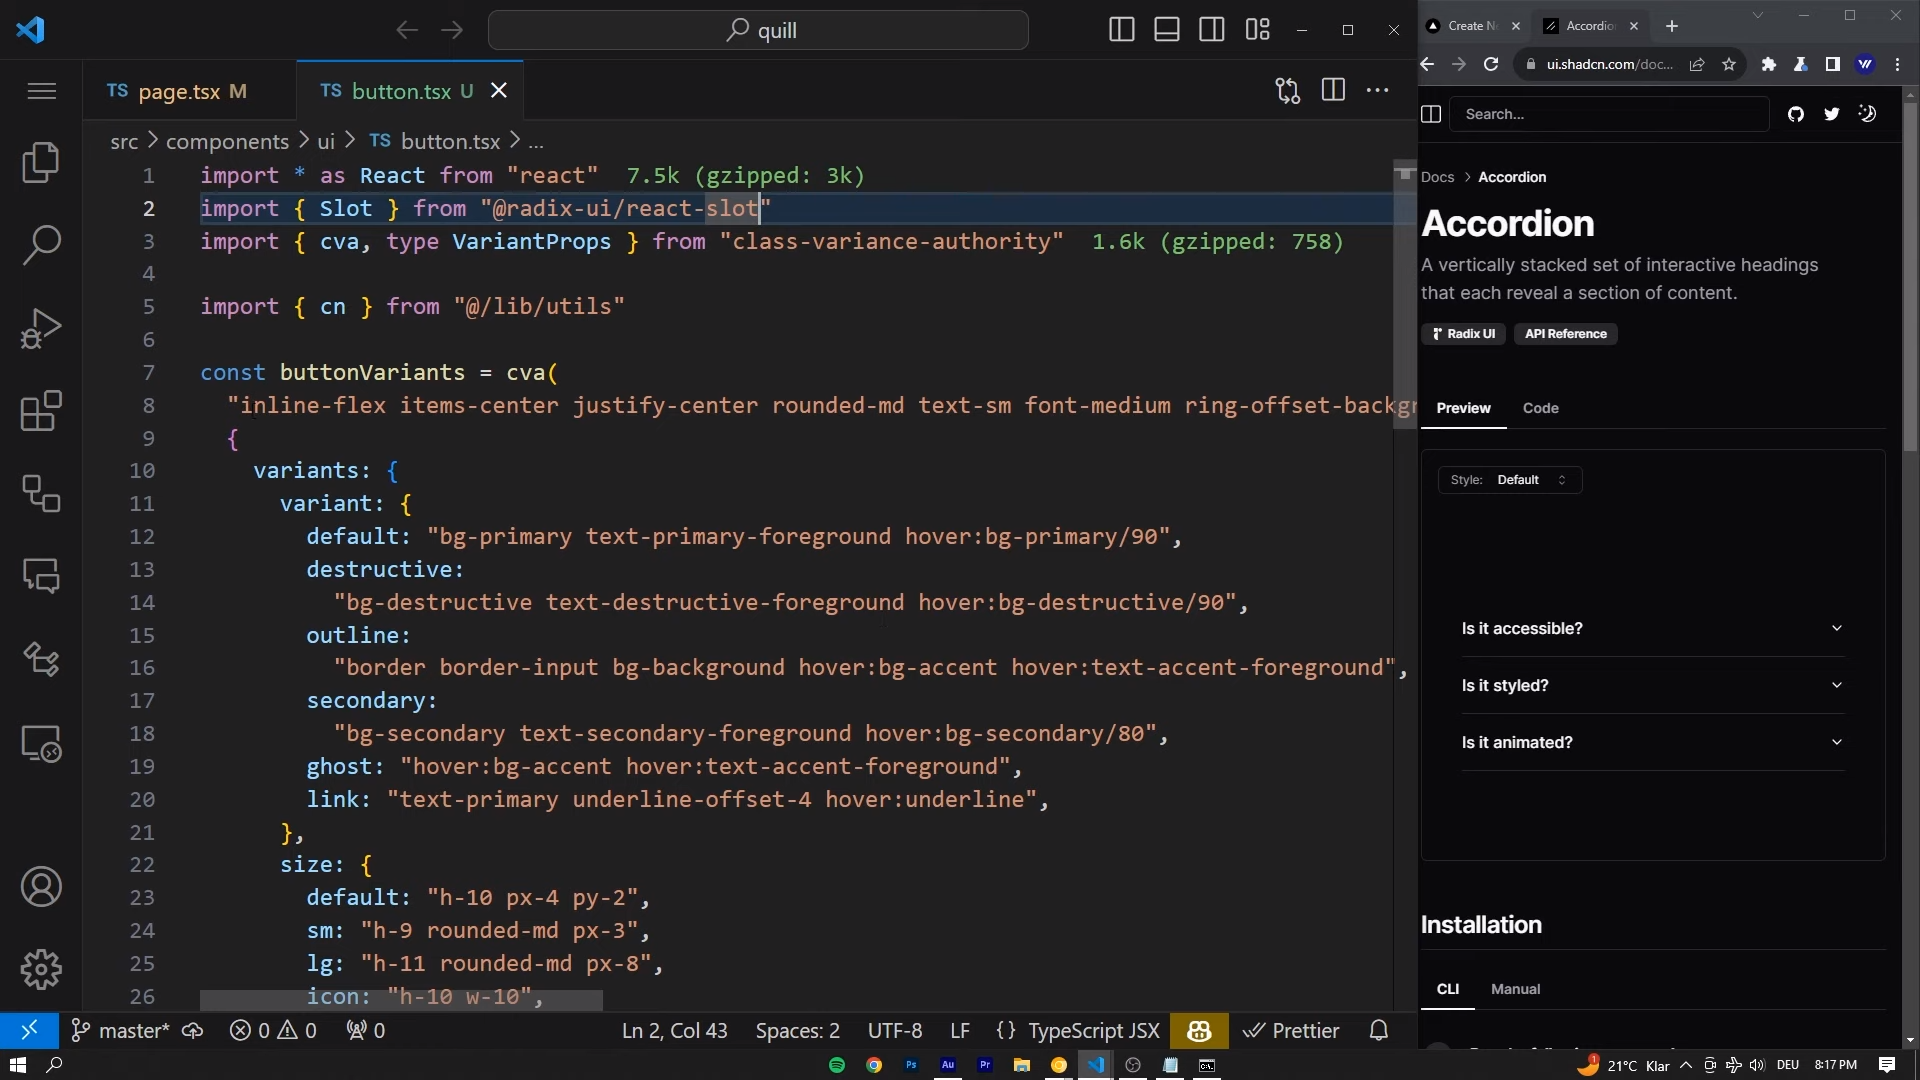 quill
TS page.tsx M
TS button.tsx U
src > components > ui > TS button.tsx > ...
1 import * as React from "react" 7.5k (gzipped: 3k)
2 import { Slot } from "@radix-ui/react-slot"
3 import { cva, type VariantProps } from "class-variance-authority" 1.6k (gzipped: 758)
4
5 import { cn } from "@/lib/utils"
6
7 const buttonVariants = cva(
8 "inline-flex items-center justify-center rounded-md text-sm font-medium ring-offset-backgr
9 {
10 variants: {
11 variant: {
12 default: "bg-primary text-primary-foreground hover:bg-primary/90",
13 destructive:
14 "bg-destructive text-destructive-foreground hover:bg-destructive/90",
15 outline:
16 "border border-input bg-background hover:bg-accent hover:text-accent-foreground",
17 secondary:
18 "bg-secondary text-secondary-foreground hover:bg-secondary/80",
19 ghost: "hover:bg-accent hover:text-accent-foreground",
20 link: "text-primary underline-offset-4 hover:underline",
21 },
22 size: {
23 default: "h-10 px-4 py-2",
24 sm: "h-9 rounded-md px-3",
25 lg: "h-11 rounded-md px-8",
26 icon: "h-10 w-10",
master* 0 0 0 Ln 2, Col 43 Spaces: 2 UTF-8 LF {} TypeScript JSX Prettier
Create N
Accordio
ui.shadcn.com/doc...
Search...
Docs > Accordion
Accordion
A vertically stacked set of interactive headings
that each reveal a section of content.
Radix UI
API Reference
Preview Code
Style: Default
Is it accessible?
Is it styled?
Is it animated?
Installation
CLI Manual
Ps Au Pr
1 21°C Klar DEU 8:17 PM